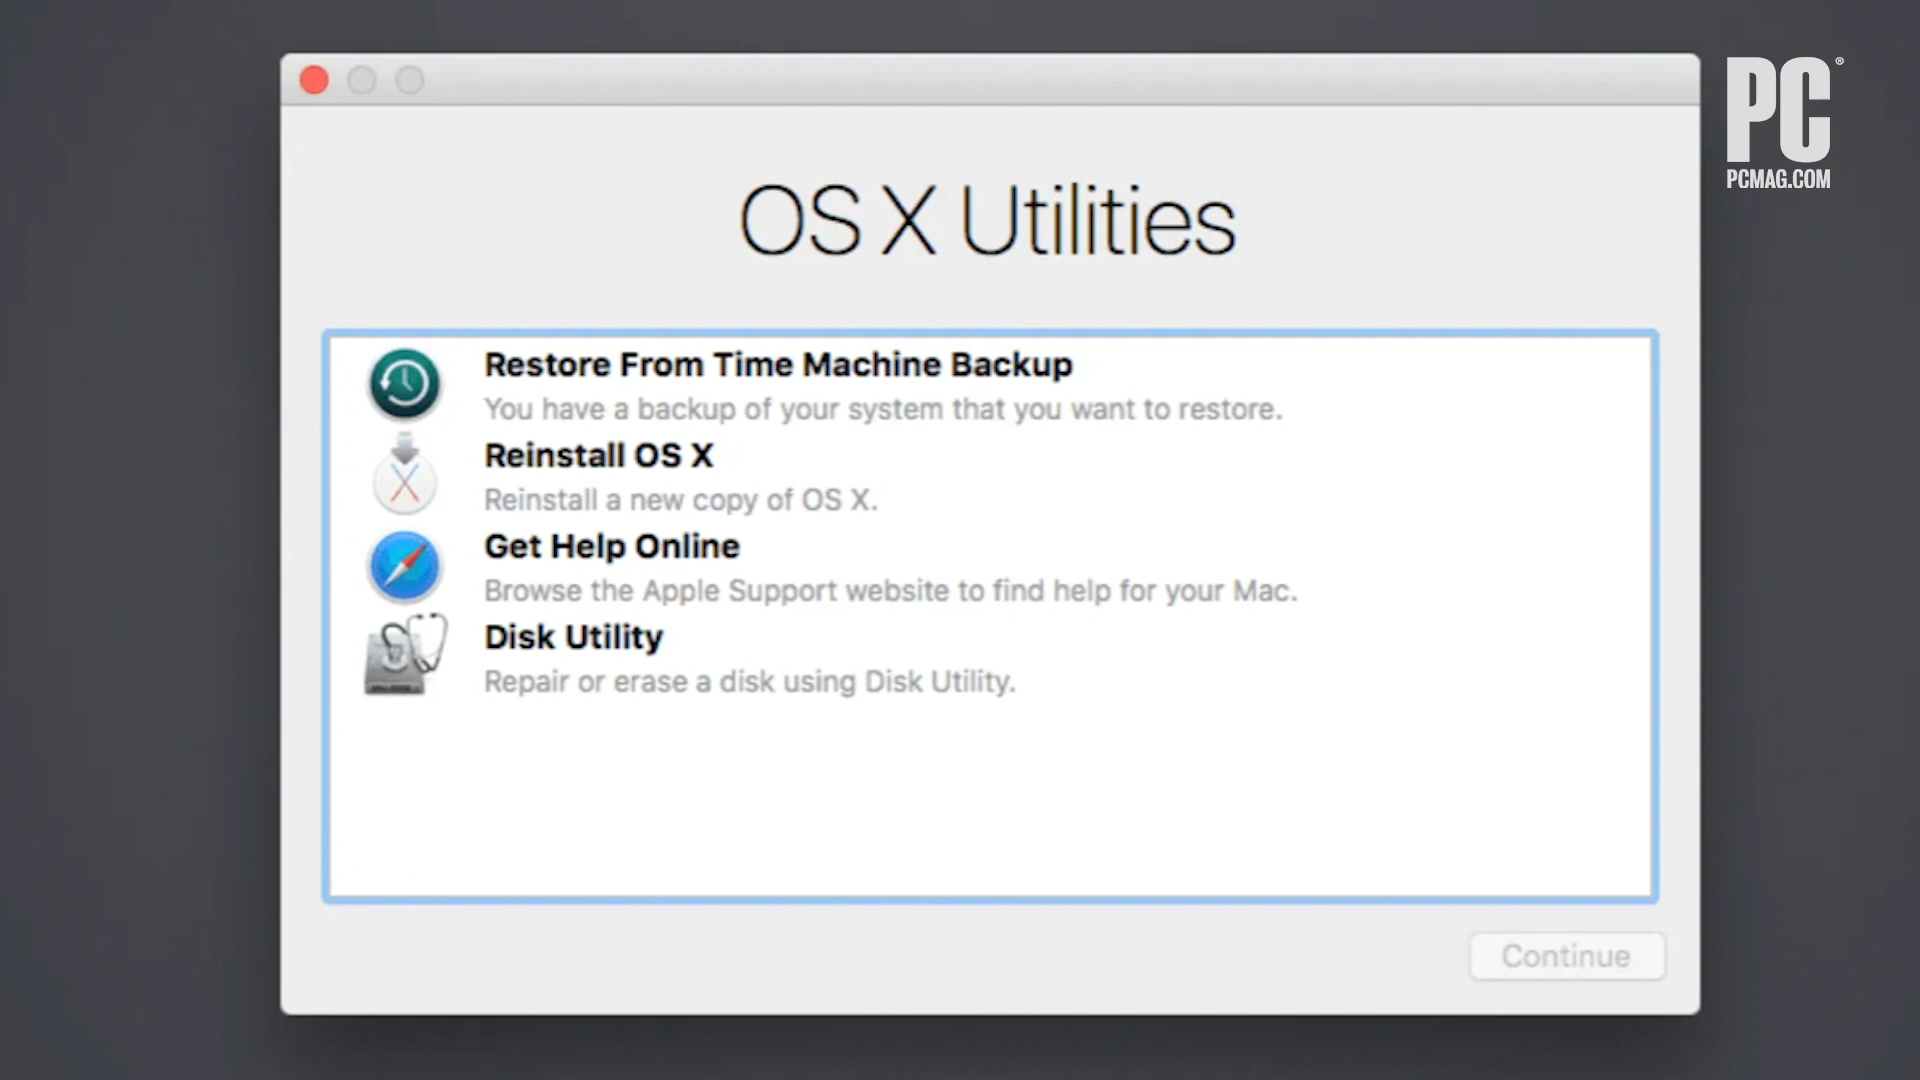 PC®
PCMAG.COM
OS X Utilities
Restore From Time Machine Backup
You have a backup of your system that you want to restore.
Reinstall OS X
Reinstall a new copy of OS X.
Get Help Online
Browse the Apple Support website to find help for your Mac.
Disk Utility
Repair or erase a disk using Disk Utility.
Continue